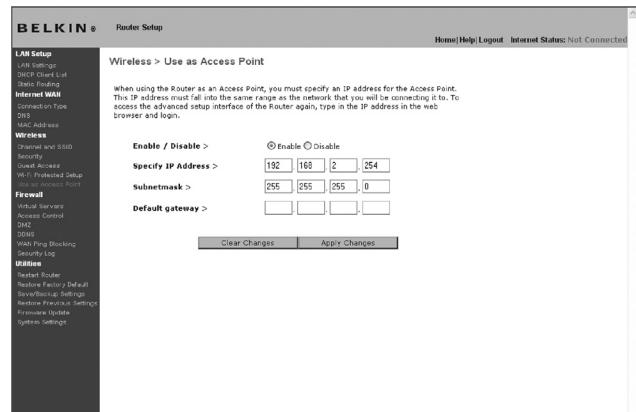 BELKIN®
Router Setup
Home|Help|Logout Internet Status: Not Connected
LAN Setup
LAN Settings
DHCP Client List
Static Routing
Internet WAN
Connection Type
DNS
MAC Address
Wireless
Channel and SSID
Security
Guest Access
Wi-Fi Protected Setup
Use as Access Point
Firewall
Virtual Servers
Access Control
DMZ
DDNS
WAN Ping Blocking
Security Log
Utilities
Restart Router
Restore Factory Default
Save/Backup Settings
Restore Previous Settings
Firmware Update
System Settings
Wireless > Use as Access Point
When using the Router as an Access Point, you must specify an IP address for the Access Point.
This IP address must fall into the same range as the network that you will be connecting it to. To
access the advanced setup interface of the Router again, type in the IP address in the web
browser and login.
Enable / Disable > Enable Disable
Specify IP Address > 192 . 168 . 2 . 254
Subnetmask > 255 . 255 . 255 . 0
Default gateway > . . .
Clear Changes Apply Changes